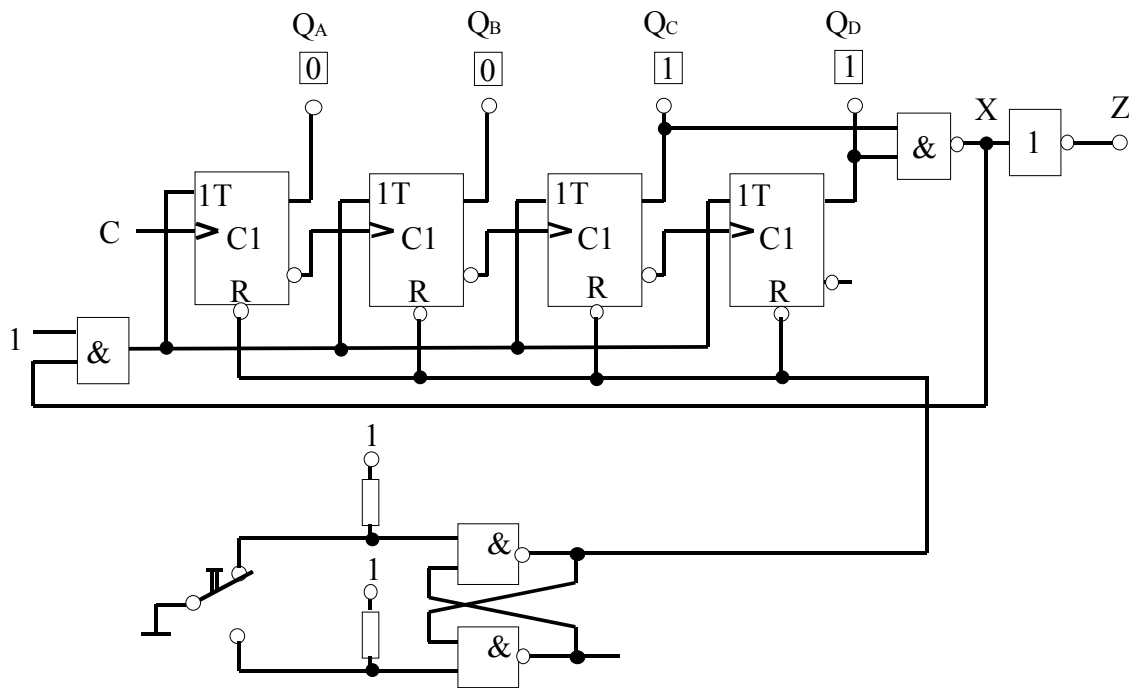 QA QB QC QD
0 0 1 1
X Z
& 1
1T 1T 1T 1T
C C1 C1 C1 C1
R R R R
1 &
1
&
1
&